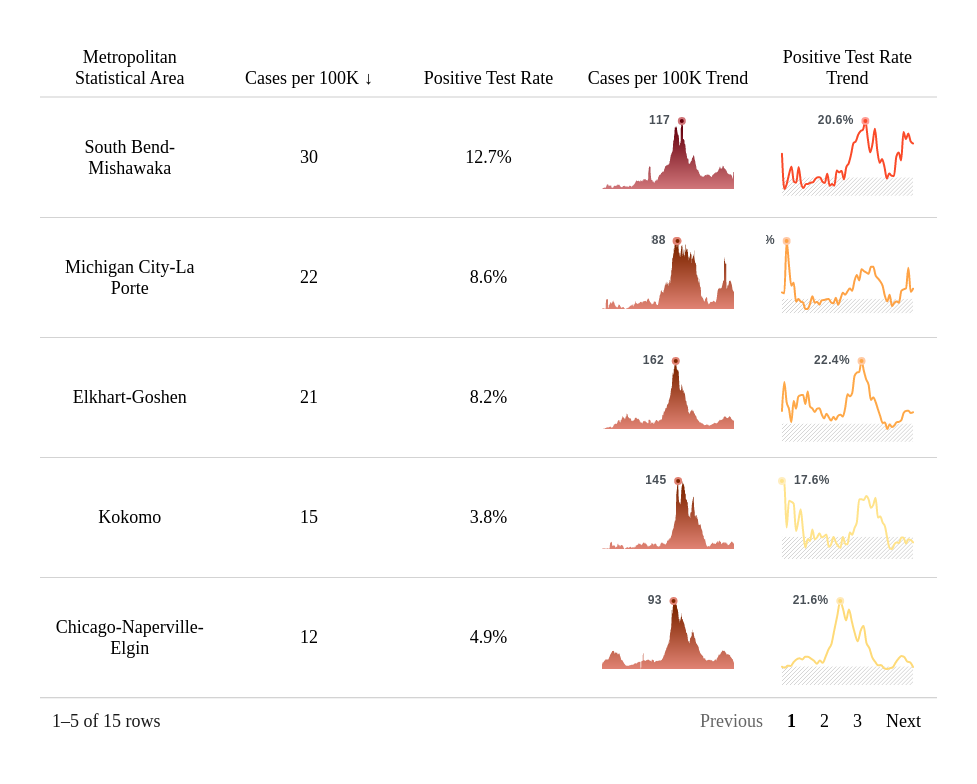 Metropolitan
Statistical Area
Cases per 100K ↓
Positive Test Rate
Cases per 100K Trend
Positive Test Rate
Trend
South Bend-
Mishawaka
30
12.7%
117
20.6%
Michigan City-La
Porte
22
8.6%
88
%
Elkhart-Goshen
21
8.2%
162
22.4%
Kokomo
15
3.8%
145
17.6%
Chicago-Naperville-
Elgin
12
4.9%
93
21.6%
1–5 of 15 rows
Previous 1 2 3 Next